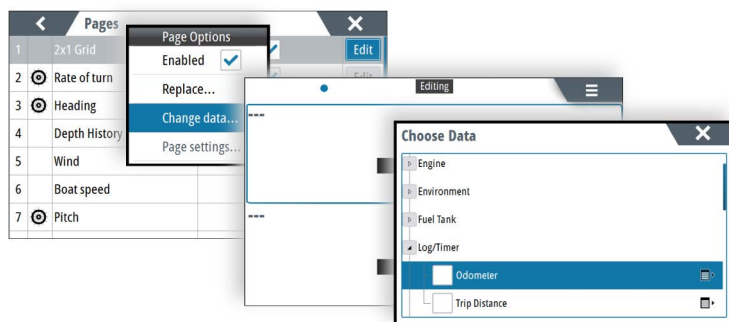 Pages
1 2x1 Grid Edit
2 Rate of turn Edit
3 Heading
4 Depth History
5 Wind
6 Boat speed
7 Pitch
Page Options
Enabled
Replace...
Change data...
Page settings...
Editing
---
---
Choose Data
Engine
Environment
Fuel Tank
Log/Timer
Odometer
Trip Distance